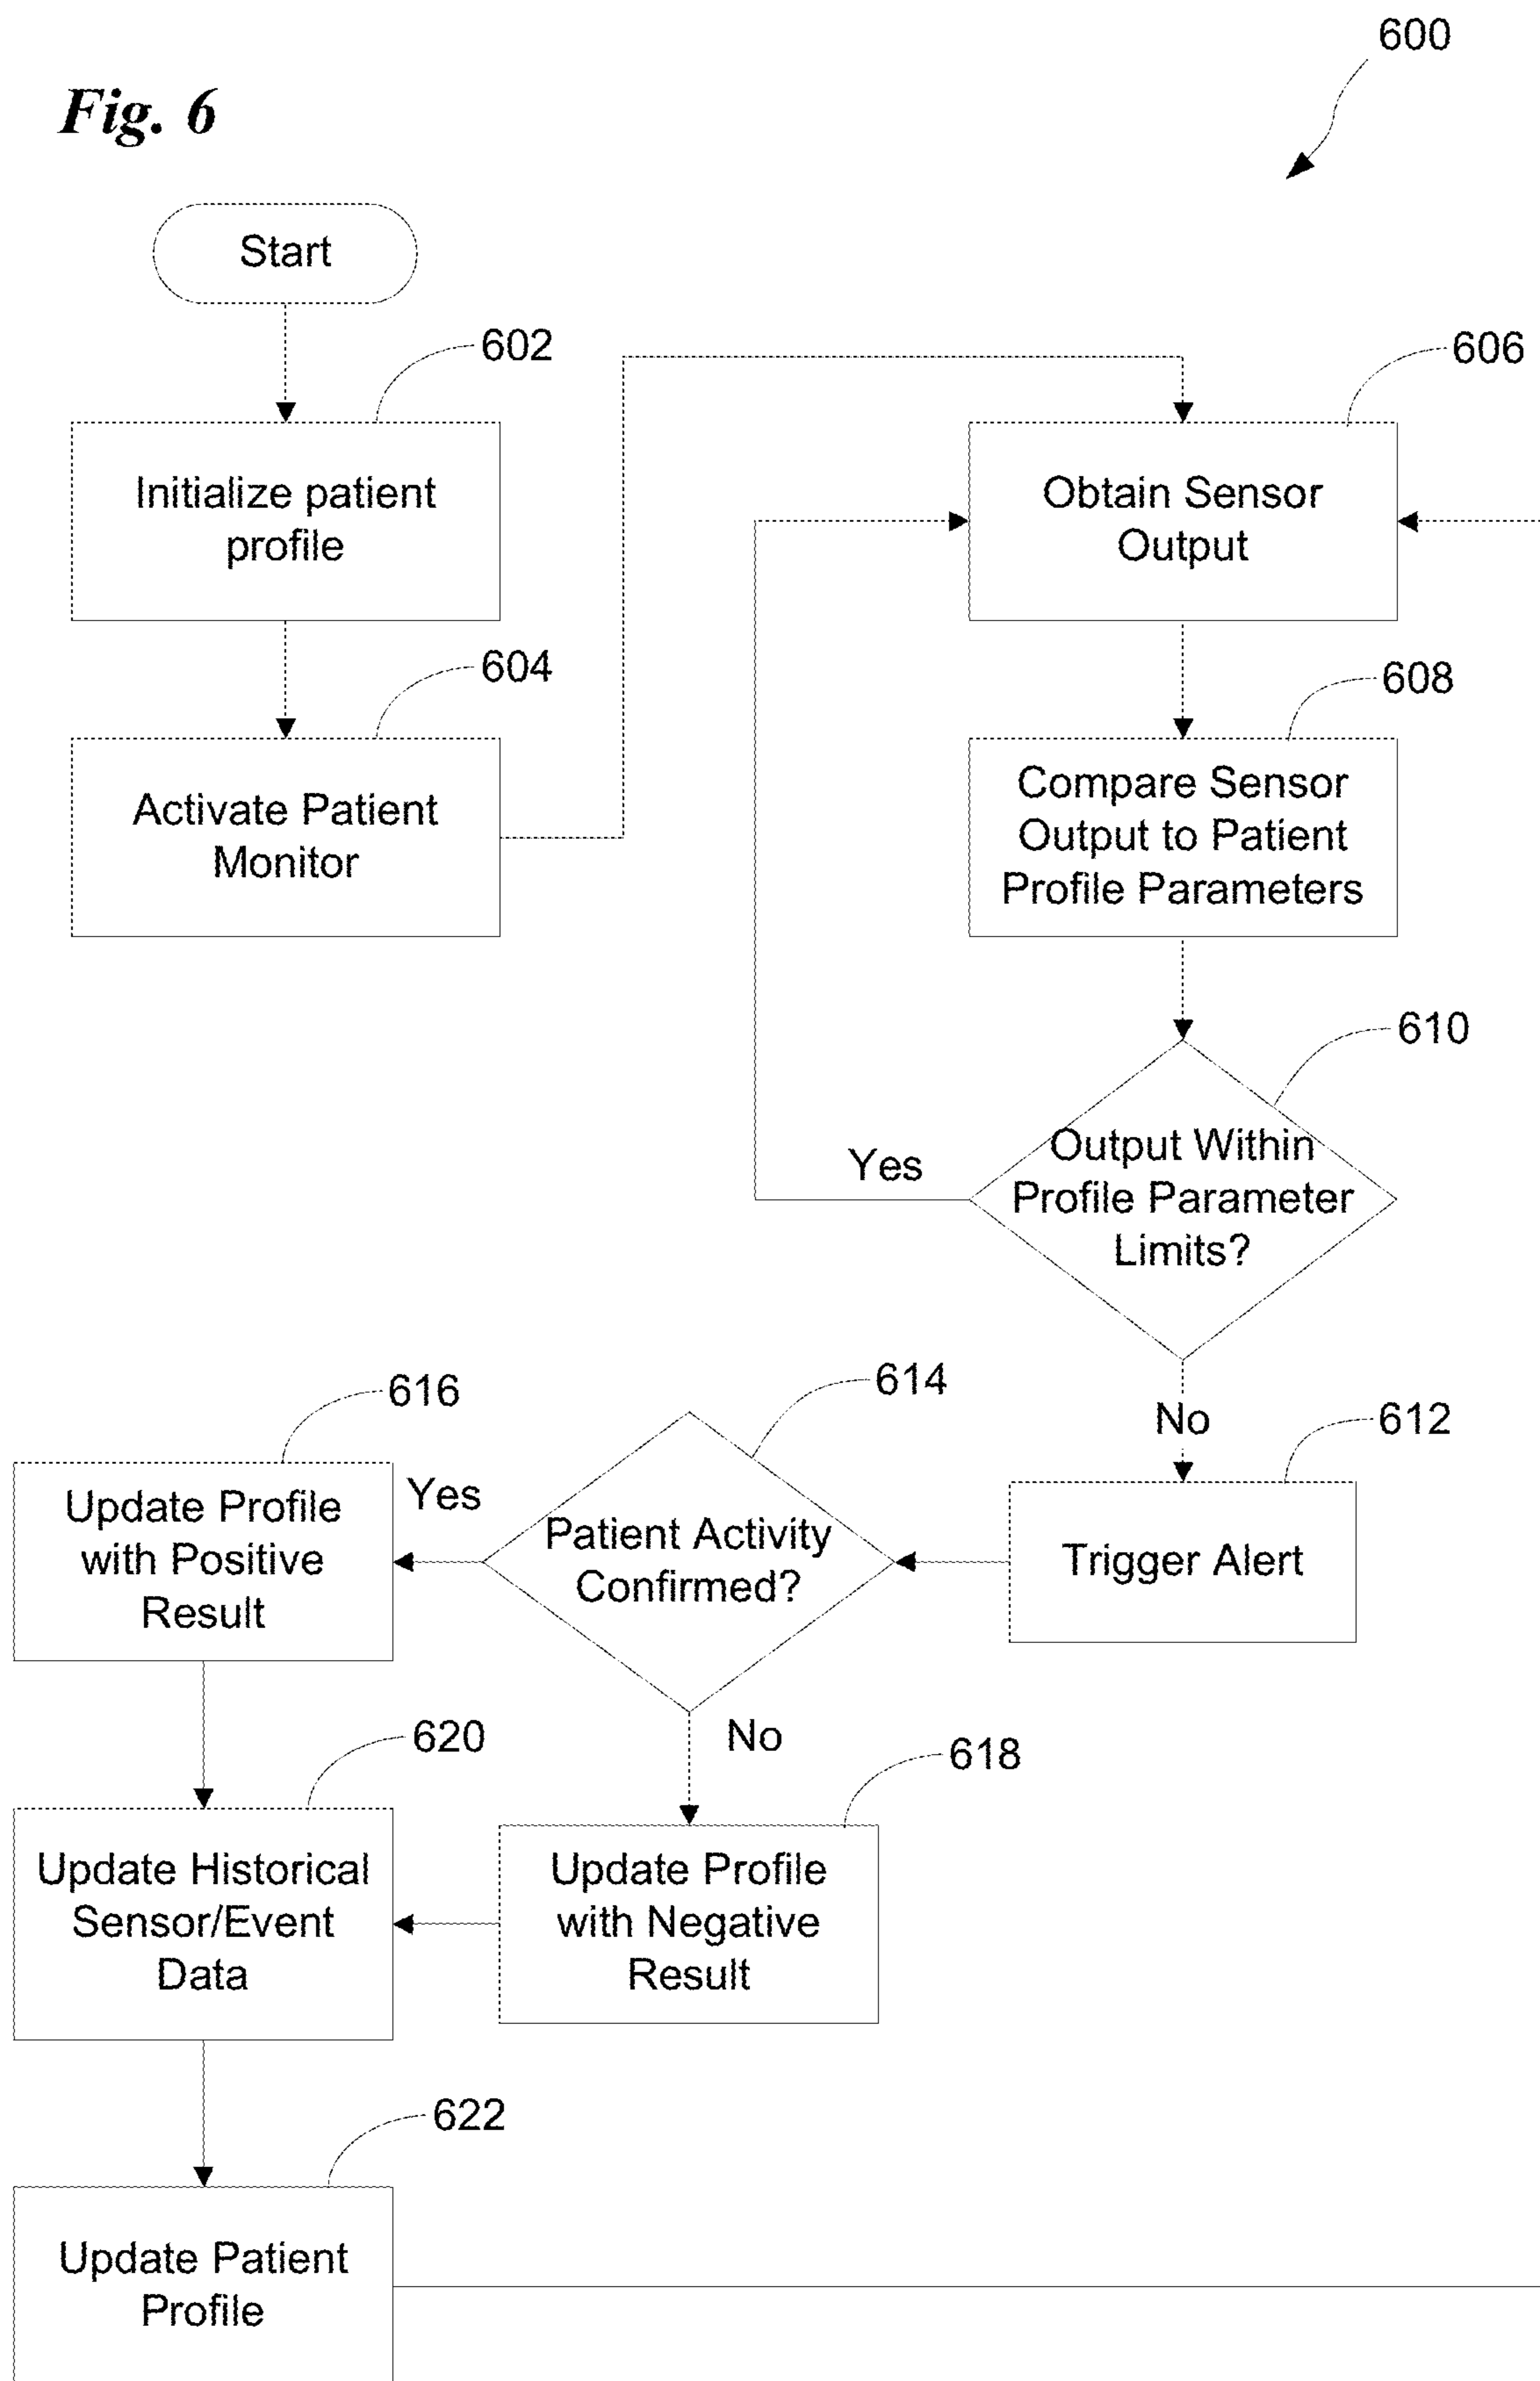 600
Fig. 6
Start
602
Initialize patient
profile
604
Activate Patient
Monitor
606
Obtain Sensor
Output
608
Compare Sensor
Output to Patient
Profile Parameters
610
Output Within
Profile Parameter
Limits?
Yes
No
612
Trigger Alert
614
Patient Activity
Confirmed?
Yes
No
616
Update Profile
with Positive
Result
618
Update Profile
with Negative
Result
620
Update Historical
Sensor/Event
Data
622
Update Patient
Profile